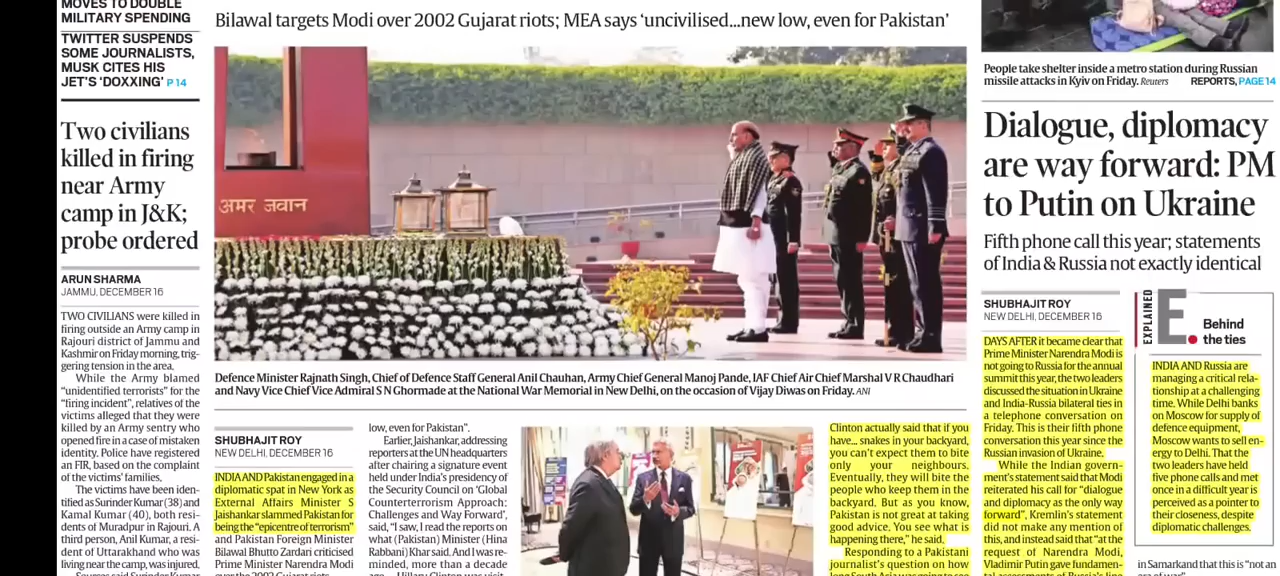 MOVES TO DOUBLE
MILITARY SPENDING
TWITTER SUSPENDS
SOME JOURNALISTS,
MUSK CITES HIS
JET'S 'DOXXING' P 14
Two civilians
killed in firing
near Army
camp in J&K;
probe ordered
ARUN SHARMA
JAMMU, DECEMBER 16
TWO CIVILIANS were killed in
firing outside an Army camp in
Rajouri district of Jammu and
Kashmir on Friday morning, trig-
gering tension in the area.
While the Army blamed
"unidentified terrorists" for the
"firing incident", relatives of the
victims alleged that they were
killed by an Army sentry who
opened fire in a case of mistaken
identity. Police have registered
an FIR, based on the complaint
of the victims' families.
The victims have been iden-
tified as Surinder Kumar (38) and
Kamal Kumar (40), both resi-
dents of Muradpur in Rajouri. A
third person, Anil Kumar, a resi-
dent of Uttarakhand who was
living near the camp, was injured.
Bilawal targets Modi over 2002 Gujarat riots; MEA says 'uncivilised...new low, even for Pakistan'
अमर जवान
Defence Minister Rajnath Singh, Chief of Defence Staff General Anil Chauhan, Army Chief General Manoj Pande, IAF Chief Air Chief Marshal V R Chaudhari
and Navy Vice Chief Vice Admiral S N Ghormade at the National War Memorial in New Delhi, on the occasion of Vijay Diwas on Friday. ANI
SHUBHAJIT ROY
NEW DELHI, DECEMBER 16
INDIA AND Pakistan engaged in a
diplomatic spat in New York as
External Affairs Minister S
Jaishankar slammed Pakistan for
being the "epicentre of terrorism"
and Pakistan Foreign Minister
Bilawal Bhutto Zardari criticised
Prime Minister Narendra Modi
over the 2002 Gujarat riots
low, even for Pakistan".
Earlier, Jaishankar, addressing
reporters at the UN headquarters
after chairing a signature event
held under India's presidency of
the Security Council on 'Global
Counterterrorism Approach:
Challenges and Way Forward',
said, "I saw, I read the reports on
what (Pakistan) Minister (Hina
Rabbani) Khar said. And I was re-
minded, more than a decade
Clinton actually said that if you
have... snakes in your backyard,
you can't expect them to bite
only your neighbours.
Eventually, they will bite the
people who keep them in the
backyard. But as you know,
Pakistan is not great at taking
good advice. You see what is
happening there," he said.
Responding to a Pakistani
journalist's question on how
People take shelter inside a metro station during Russian
missile attacks in Kyiv on Friday. Reuters REPORTS, PAGE 14
Dialogue, diplomacy
are way forward: PM
to Putin on Ukraine
Fifth phone call this year; statements
of India & Russia not exactly identical
SHUBHAJIT ROY
NEW DELHI, DECEMBER 16
DAYS AFTER it became clear that
Prime Minister Narendra Modi is
not going to Russia for the annual
summit this year, the two leaders
discussed the situation in Ukraine
and India-Russia bilateral ties in
a telephone conversation on
Friday. This is their fifth phone
conversation this year since the
Russian invasion of Ukraine.
While the Indian govern-
ment's statement said that Modi
reiterated his call for "dialogue
and diplomacy as the only way
forward", Kremlin's statement
did not make any mention of
this, and instead said that "at the
request of Narendra Modi,
Vladimir Putin gave fundamen-
EXPLAINED
E.
Behind
the ties
INDIA AND Russia are
managing a critical rela-
tionship at a challenging
time. While Delhi banks
on Moscow for supply of
defence equipment,
Moscow wants to sell en-
ergy to Delhi. That the
two leaders have held
five phone calls and met
once in a difficult year is
perceived as a pointer to
their closeness, despite
diplomatic challenges.
in Samarkand that this is "not an